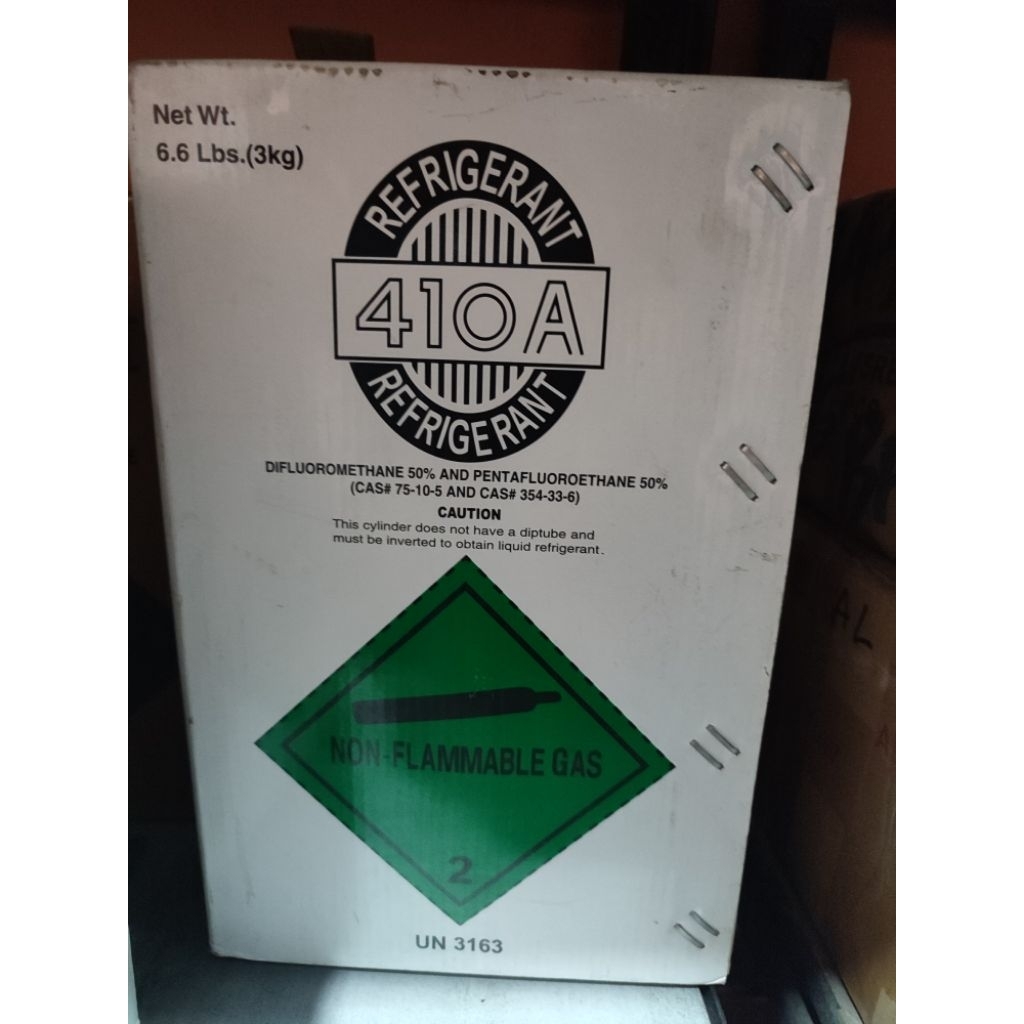 Net Wt.
6.6 Lbs.(3kg)
REFRIGERANT
410A
REFRIGERANT
DIFLUOROMETHANE 50% AND PENTAFLUOROETHANE 50%
(CAS# 75-10-5 AND CAS# 354-33-6)
CAUTION
This cylinder does not have a diptube and
must be inverted to obtain liquid refrigerant.
NON-FLAMMABLE GAS
2
UN 3163
AL